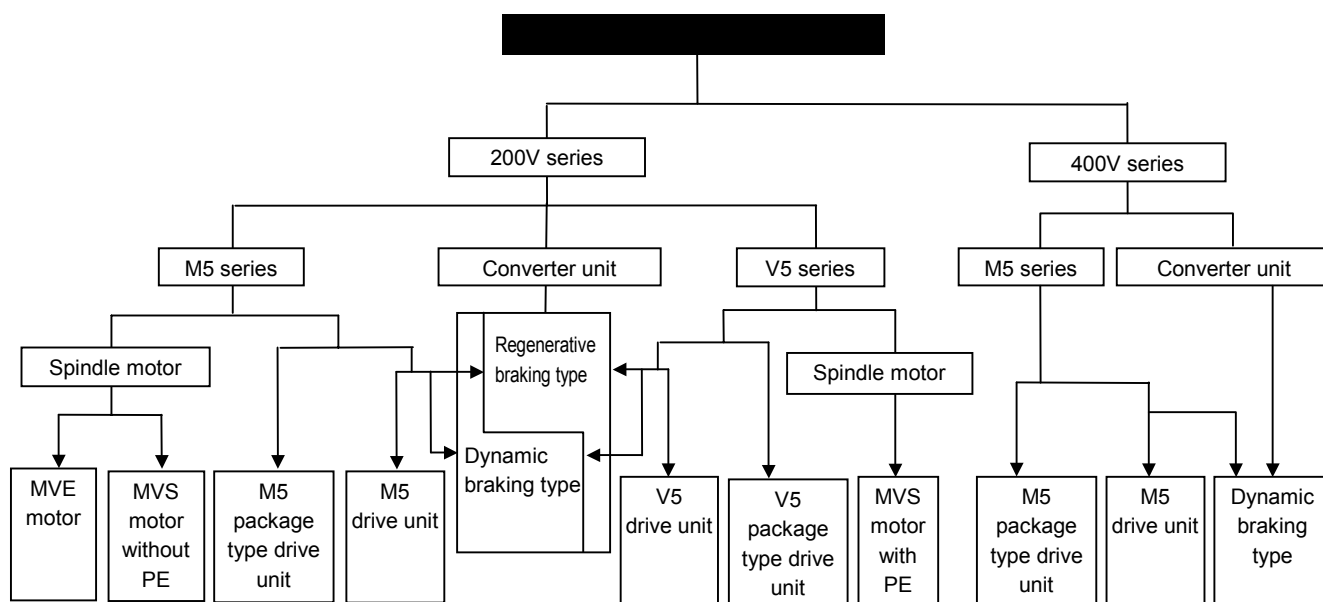 200V series
400V series
M5 series
Converter unit
V5 series
M5 series
Converter unit
Spindle motor
Regenerative
braking type
Dynamic
braking type
Spindle motor
MVE
motor
MVS
motor
without
PE
M5
package
type drive
unit
M5
drive unit
V5
drive unit
V5
package
type drive
unit
MVS
motor
with
PE
M5
package
type drive
unit
M5
drive unit
Dynamic
braking
type